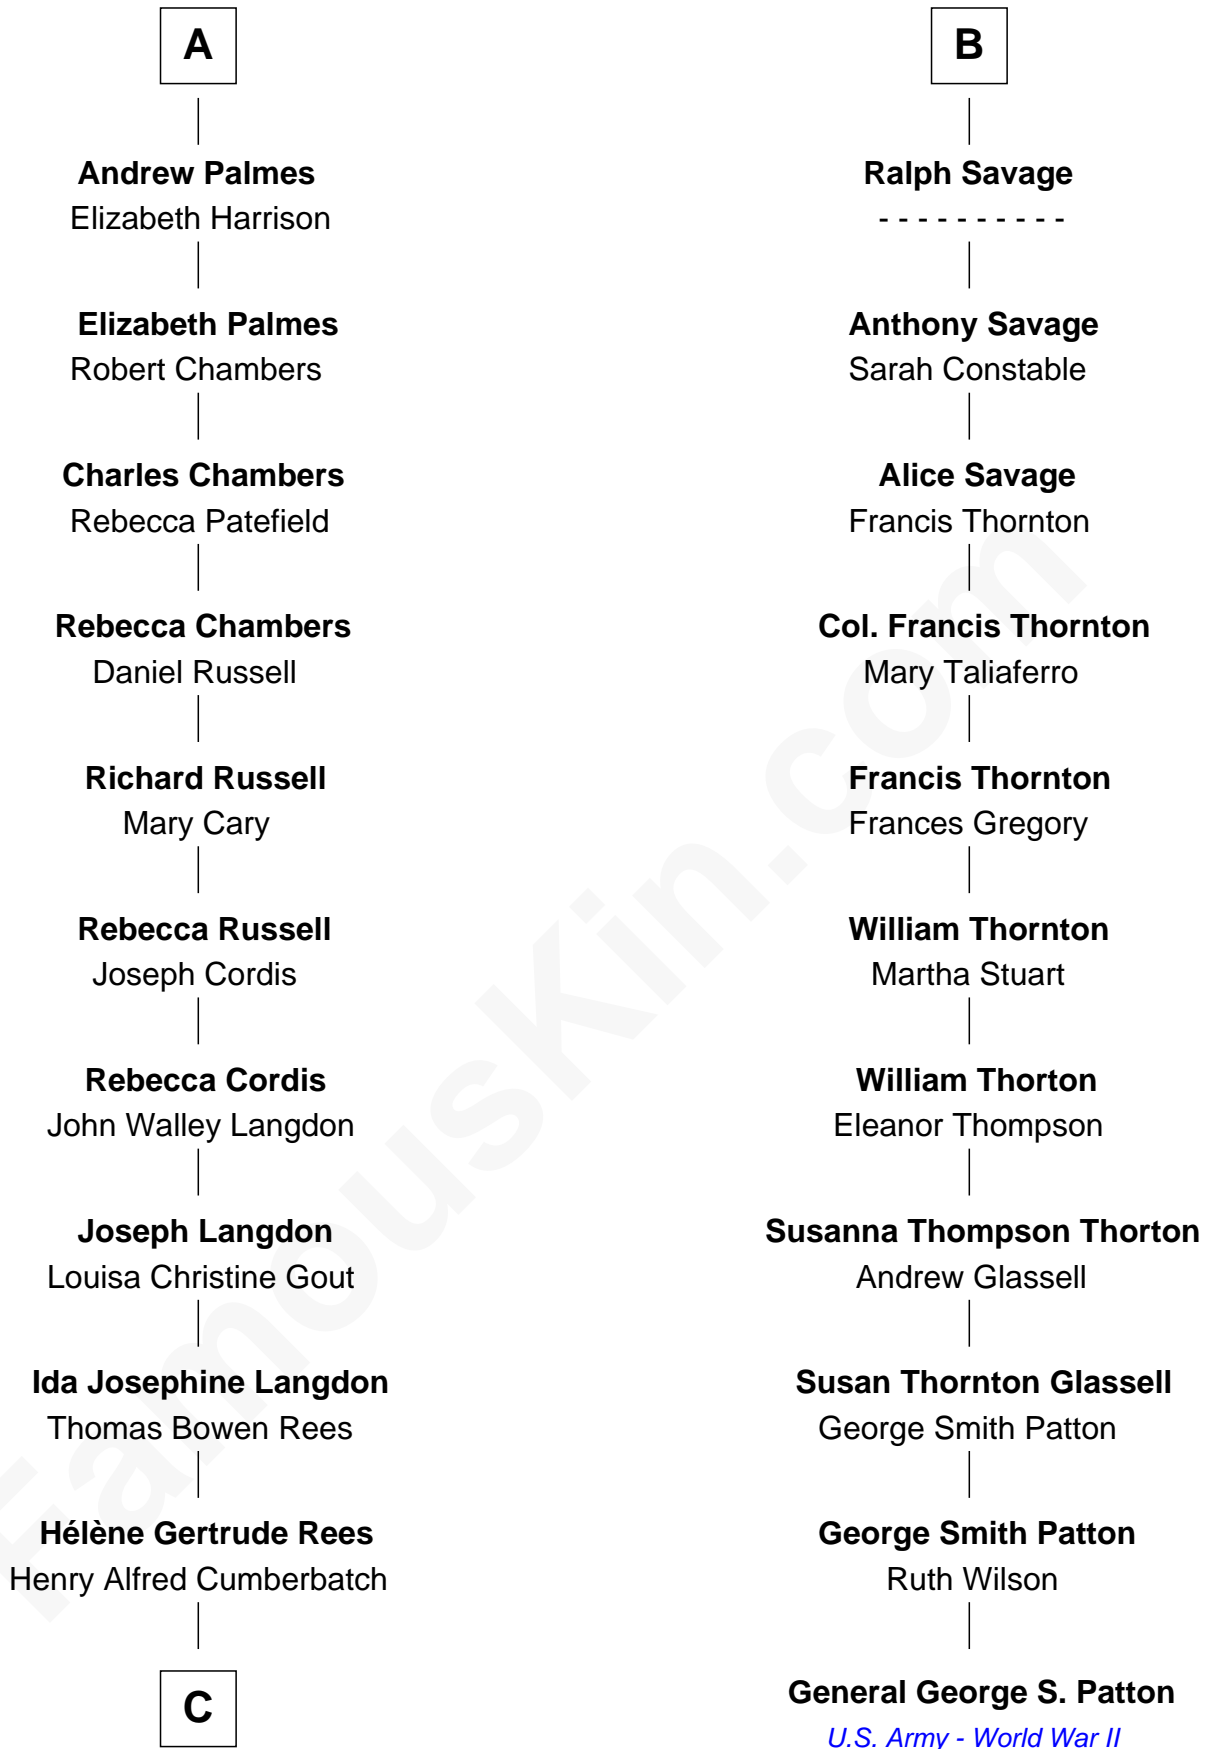 A
Andrew Palmes
Elizabeth Harrison
Elizabeth Palmes
Robert Chambers
Charles Chambers
Rebecca Patefield
Rebecca Chambers
Daniel Russell
Richard Russell
Mary Cary
Rebecca Russell
Joseph Cordis
Rebecca Cordis
John Walley Langdon
Joseph Langdon
Louisa Christine Gout
Ida Josephine Langdon
Thomas Bowen Rees
Hélène Gertrude Rees
Henry Alfred Cumberbatch
C
B
Ralph Savage
- - - - - - - - - -
Anthony Savage
Sarah Constable
Alice Savage
Francis Thornton
Col. Francis Thornton
Mary Taliaferro
Francis Thornton
Frances Gregory
William Thornton
Martha Stuart
William Thorton
Eleanor Thompson
Susanna Thompson Thorton
Andrew Glassell
Susan Thornton Glassell
George Smith Patton
George Smith Patton
Ruth Wilson
General George S. Patton
U.S. Army - World War II
FamousKin.com